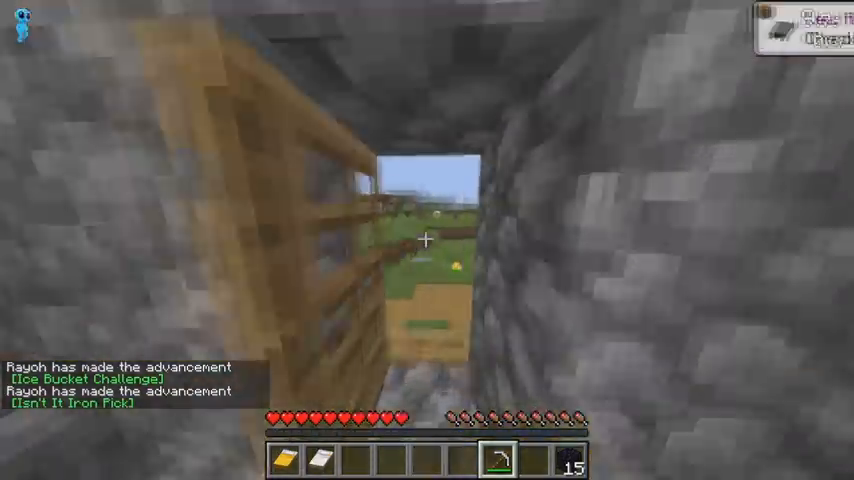 Rayoh has made the advancement
[Ice Bucket Challenge]
Rayoh has made the advancement
[Isn't It Iron Pick]
15